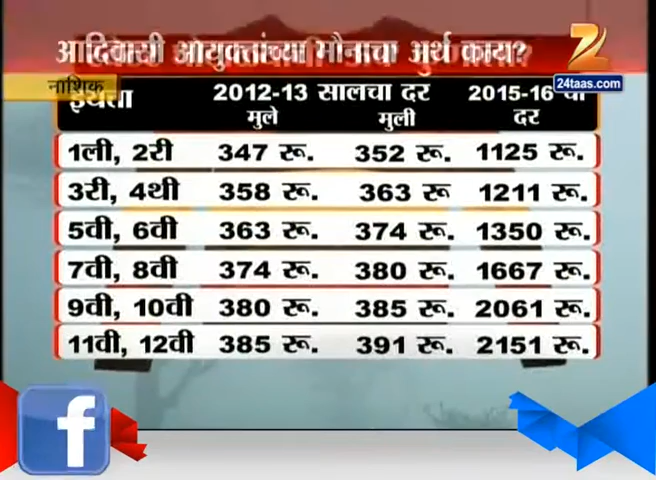 आदिवासी आयुक्तांच्या मौनाचा अर्थ काय?
24taas.com
नाशिक
इयत्ता 2012-13 सालचा दर 2015-16 चा
मुले मुली दर
1ली, 2री 347 रू. 352 रू. 1125 रू.
3री, 4थी 358 रू. 363 रू 1211 रू.
5वी, 6वी 363 रू. 374 रू. 1350 रू.
7वी, 8वी 374 रू. 380 रू. 1667 रू.
9वी, 10वी 380 रू. 385 रू. 2061 रू.
11वी, 12वी 385 रू. 391 रू. 2151 रू.
f
24taas.com